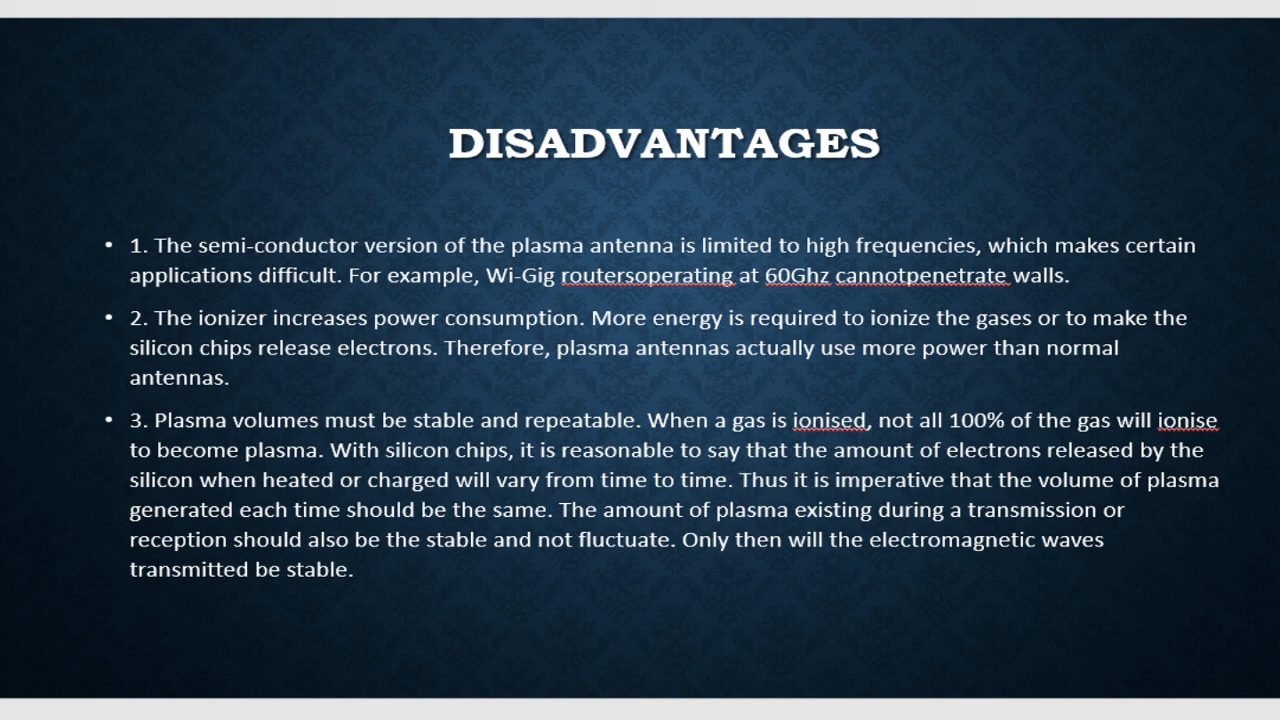 DISADVANTAGES
• 1. The semi-conductor version of the plasma antenna is limited to high frequencies, which makes certain
applications difficult. For example, Wi-Gig routersoperating at 60Ghz cannotpenetrate walls.
• 2. The ionizer increases power consumption. More energy is required to ionize the gases or to make the
silicon chips release electrons. Therefore, plasma antennas actually use more power than normal
antennas.
• 3. Plasma volumes must be stable and repeatable. When a gas is ionised, not all 100% of the gas will ionise
to become plasma. With silicon chips, it is reasonable to say that the amount of electrons released by the
silicon when heated or charged will vary from time to time. Thus it is imperative that the volume of plasma
generated each time should be the same. The amount of plasma existing during a transmission or
reception should also be the stable and not fluctuate. Only then will the electromagnetic waves
transmitted be stable.